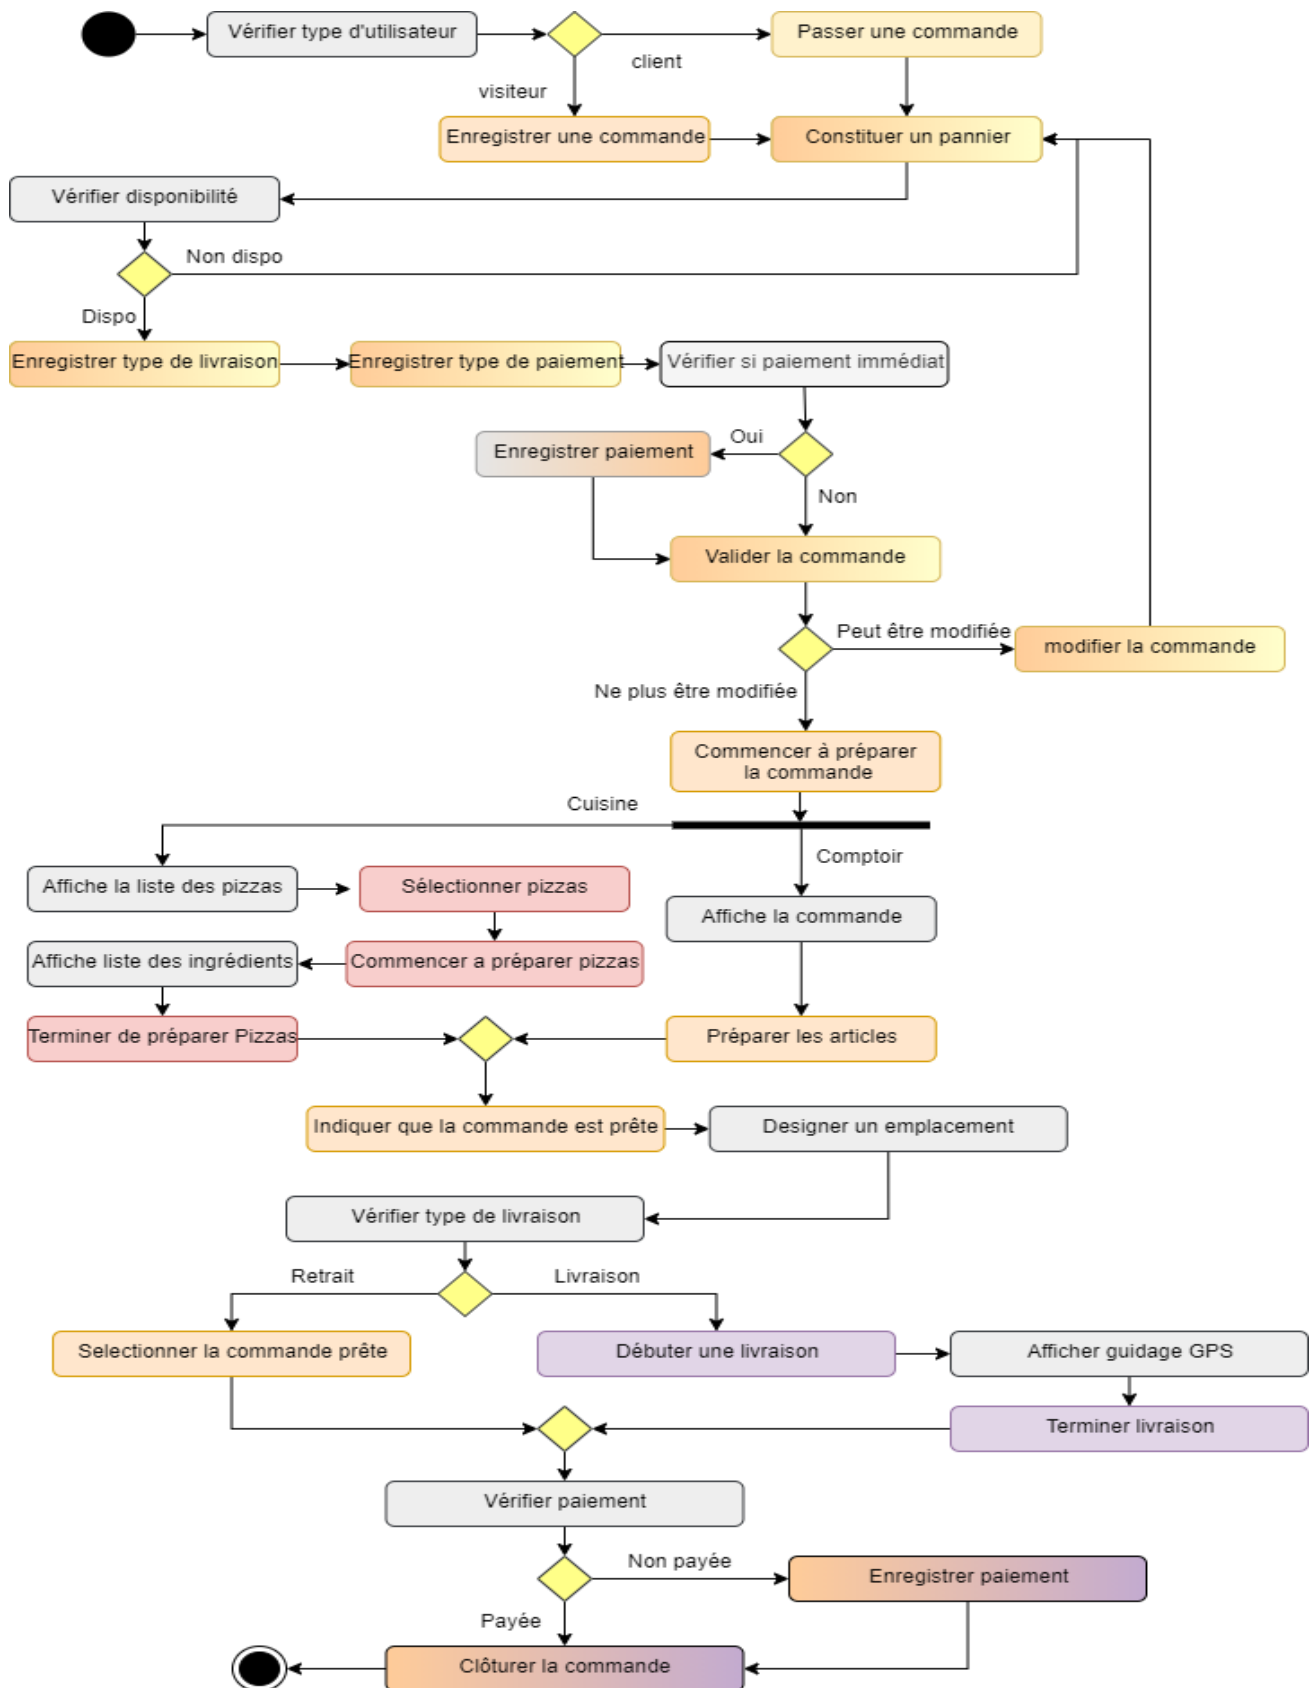 Vérifier type d'utilisateur
client
Passer une commande
visiteur
Enregistrer une commande
Constituer un pannier
Vérifier disponibilité
Non dispo
Dispo
Enregistrer type de livraison
Enregistrer type de paiement
Vérifier si paiement immédiat
Oui
Enregistrer paiement
Non
Valider la commande
Peut être modifiée
modifier la commande
Ne plus être modifiée
Commencer à préparer
la commande
Cuisine
Comptoir
Affiche la liste des pizzas
Sélectionner pizzas
Affiche la commande
Affiche liste des ingrédients
Commencer a préparer pizzas
Terminer de préparer Pizzas
Préparer les articles
Indiquer que la commande est prête
Designer un emplacement
Vérifier type de livraison
Retrait
Livraison
Selectionner la commande prête
Débuter une livraison
Afficher guidage GPS
Terminer livraison
Vérifier paiement
Non payée
Enregistrer paiement
Payée
Clôturer la commande